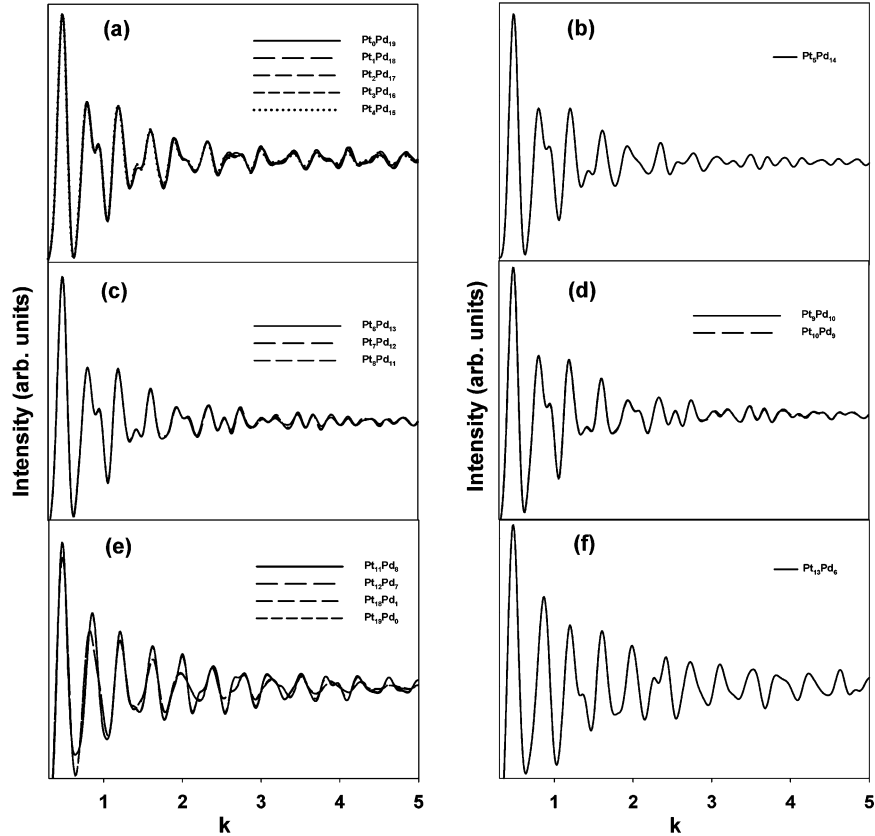 (a)
Pt₀Pd₁₉
Pt₁Pd₁₈
Pt₂Pd₁₇
Pt₃Pd₁₆
Pt₄Pd₁₅
(b)
Pt₅Pd₁₄
(c)
Pt₆Pd₁₃
Pt₇Pd₁₂
Pt₈Pd₁₁
(d)
Pt₉Pd₁₀
Pt₁₀Pd₉
(e)
Pt₁₁Pd₈
Pt₁₂Pd₇
Pt₁₈Pd₁
Pt₁₉Pd₀
(f)
Pt₁₃Pd₆
Intensity (arb. units)
Intensity (arb. units)
1 2 3 4 5
1 2 3 4 5
k
k